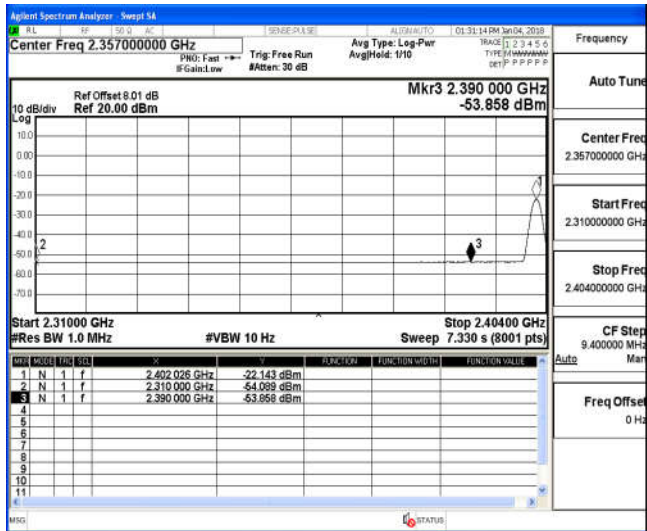 Agilent Spectrum Analyzer - Swept SA
RL RF 50 Ω AC SENSE:PULSE ALIGNAUTO 01:31:14 PM Jan 04, 2018
Center Freq 2.357000000 GHz
PNO: Fast
IFGain:Low
Trig: Free Run
#Atten: 30 dB
Avg Type: Log-Pwr
Avg|Hold: 1/10
TRACE 1 2 3 4 5 6
TYPE MWWWWW
DET P P P P P P
Ref Offset 8.01 dB
Ref 20.00 dBm
10 dB/div
Log
Mkr3 2.390 000 GHz
-53.858 dBm
10.0
0.00
-10.0
-20.0
-30.0
-40.0
-50.0
-60.0
-70.0
1
2
3
Start 2.31000 GHz
Stop 2.40400 GHz
#Res BW 1.0 MHz
#VBW 10 Hz
Sweep 7.330 s (8001 pts)
MKR MODE TRC SCL X Y FUNCTION FUNCTION WIDTH FUNCTION VALUE
1 N 1 f 2.402 026 GHz -22.143 dBm
2 N 1 f 2.310 000 GHz -54.089 dBm
3 N 1 f 2.390 000 GHz -53.858 dBm
4
5
6
7
8
9
10
11
MSG
STATUS
Frequency
Auto Tune
Center Freq
2.357000000 GHz
Start Freq
2.310000000 GHz
Stop Freq
2.404000000 GHz
CF Step
9.400000 MHz
Auto Man
Freq Offset
0 Hz